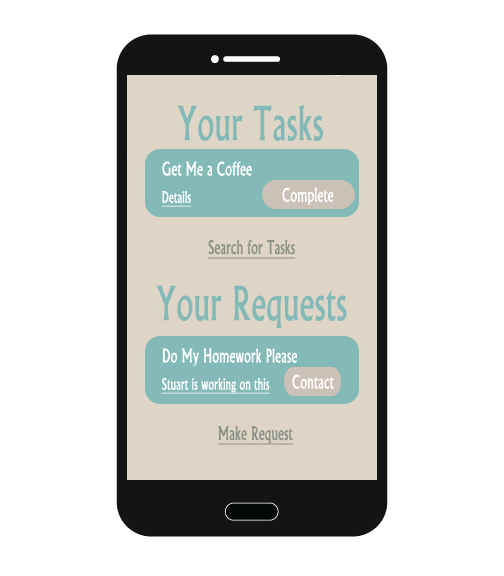 Your Tasks
Get Me a Coffee
Details
Complete
Search for Tasks
Your Requests
Do My Homework Please
Stuart is working on this
Contact
Make Request